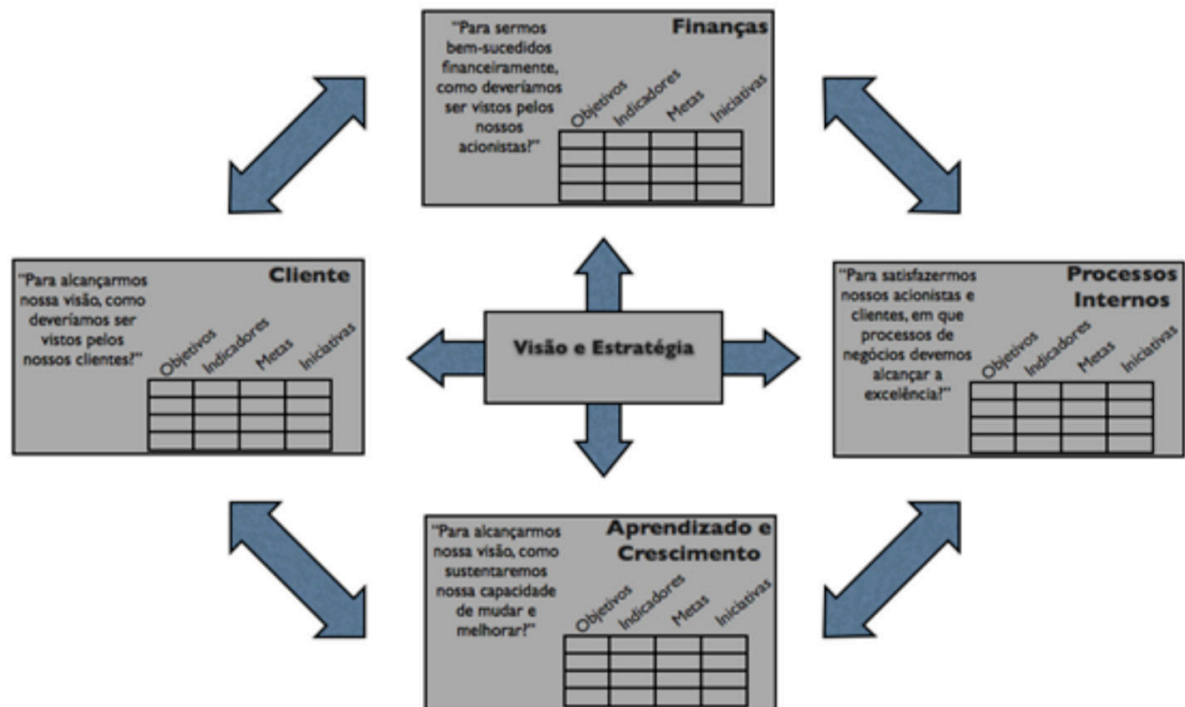 Finanças
"Para sermos
bem-sucedidos
financeiramente,
como deveríamos
ser vistos pelos
nossos
acionistas?"
Objetivos
Indicadores
Metas
Iniciativas
Cliente
"Para alcançarmos
nossa visão, como
deveríamos ser
vistos pelos
nossos clientes?"
Objetivos
Indicadores
Metas
Iniciativas
Visão e Estratégia
Processos
Internos
"Para satisfazermos
nossos acionistas e
clientes, em que
processos de
negócios devemos
alcançar a
excelência?"
Objetivos
Indicadores
Metas
Iniciativas
Aprendizado e
Crescimento
"Para alcançarmos
nossa visão, como
sustentaremos
nossa capacidade
de mudar e
melhorar?"
Objetivos
Indicadores
Metas
Iniciativas